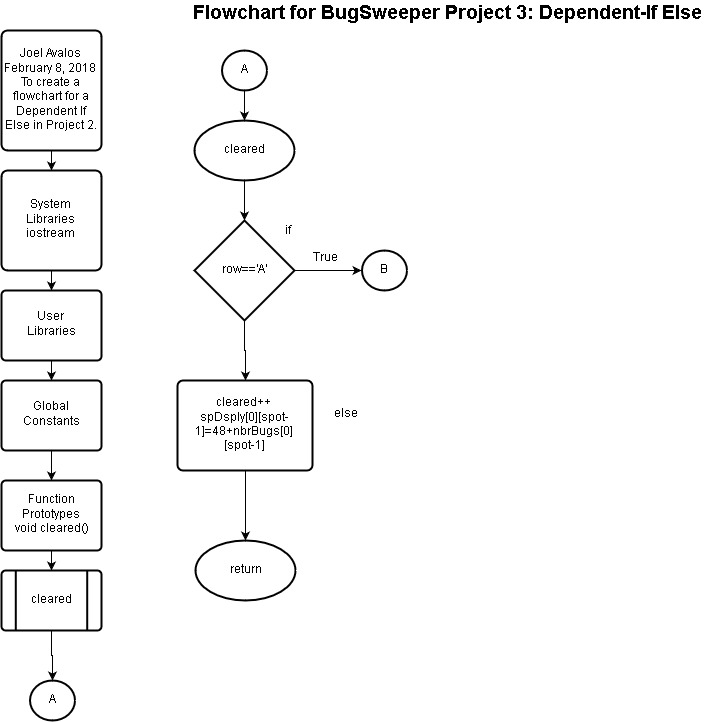 Flowchart for BugSweeper Project 3: Dependent-If Else
Joel Avalos
February 8, 2018
To create a
flowchart for a
Dependent If
Else in Project 2.
System
Libraries
iostream
User
Libraries
Global
Constants
Function
Prototypes
void cleared()
cleared
A
A
cleared
if
row=='A'
True
B
cleared++
spDsply[0][spot-
1]=48+nbrBugs[0]
[spot-1]
else
return